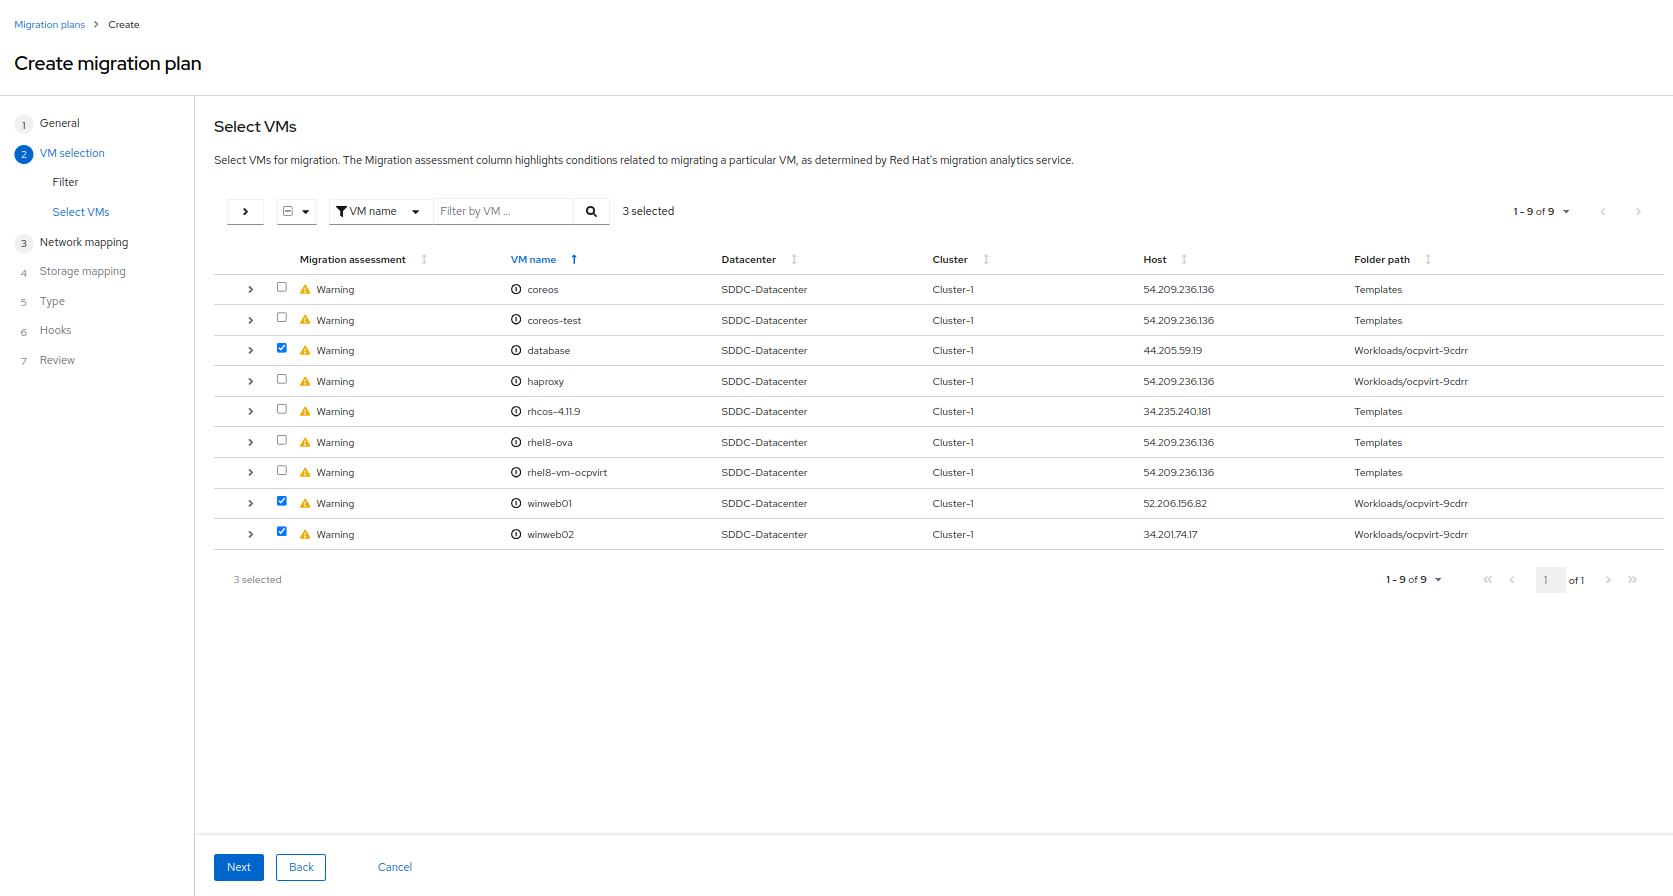 Migration plans > Create
Create migration plan
1 General
2 VM selection
Filter
Select VMs
3 Network mapping
4 Storage mapping
5 Type
6 Hooks
7 Review
Select VMs
Select VMs for migration. The Migration assessment column highlights conditions related to migrating a particular VM, as determined by Red Hat's migration analytics service.
VM name Filter by VM ... 3 selected 1 - 9 of 9
Migration assessment VM name Datacenter Cluster Host Folder path
Warning coreos SDDC-Datacenter Cluster-1 54.209.236.136 Templates
Warning coreos-test SDDC-Datacenter Cluster-1 54.209.236.136 Templates
Warning database SDDC-Datacenter Cluster-1 44.205.59.19 Workloads/ocpvirt-9cdrr
Warning haproxy SDDC-Datacenter Cluster-1 54.209.236.136 Workloads/ocpvirt-9cdrr
Warning rhcos-4.11.9 SDDC-Datacenter Cluster-1 34.235.240.181 Templates
Warning rhel8-ova SDDC-Datacenter Cluster-1 54.209.236.136 Templates
Warning rhel8-vm-ocpvirt SDDC-Datacenter Cluster-1 54.209.236.136 Templates
Warning winweb01 SDDC-Datacenter Cluster-1 52.206.156.82 Workloads/ocpvirt-9cdrr
Warning winweb02 SDDC-Datacenter Cluster-1 34.201.74.17 Workloads/ocpvirt-9cdrr
3 selected 1 - 9 of 9 1 of 1
Next Back Cancel